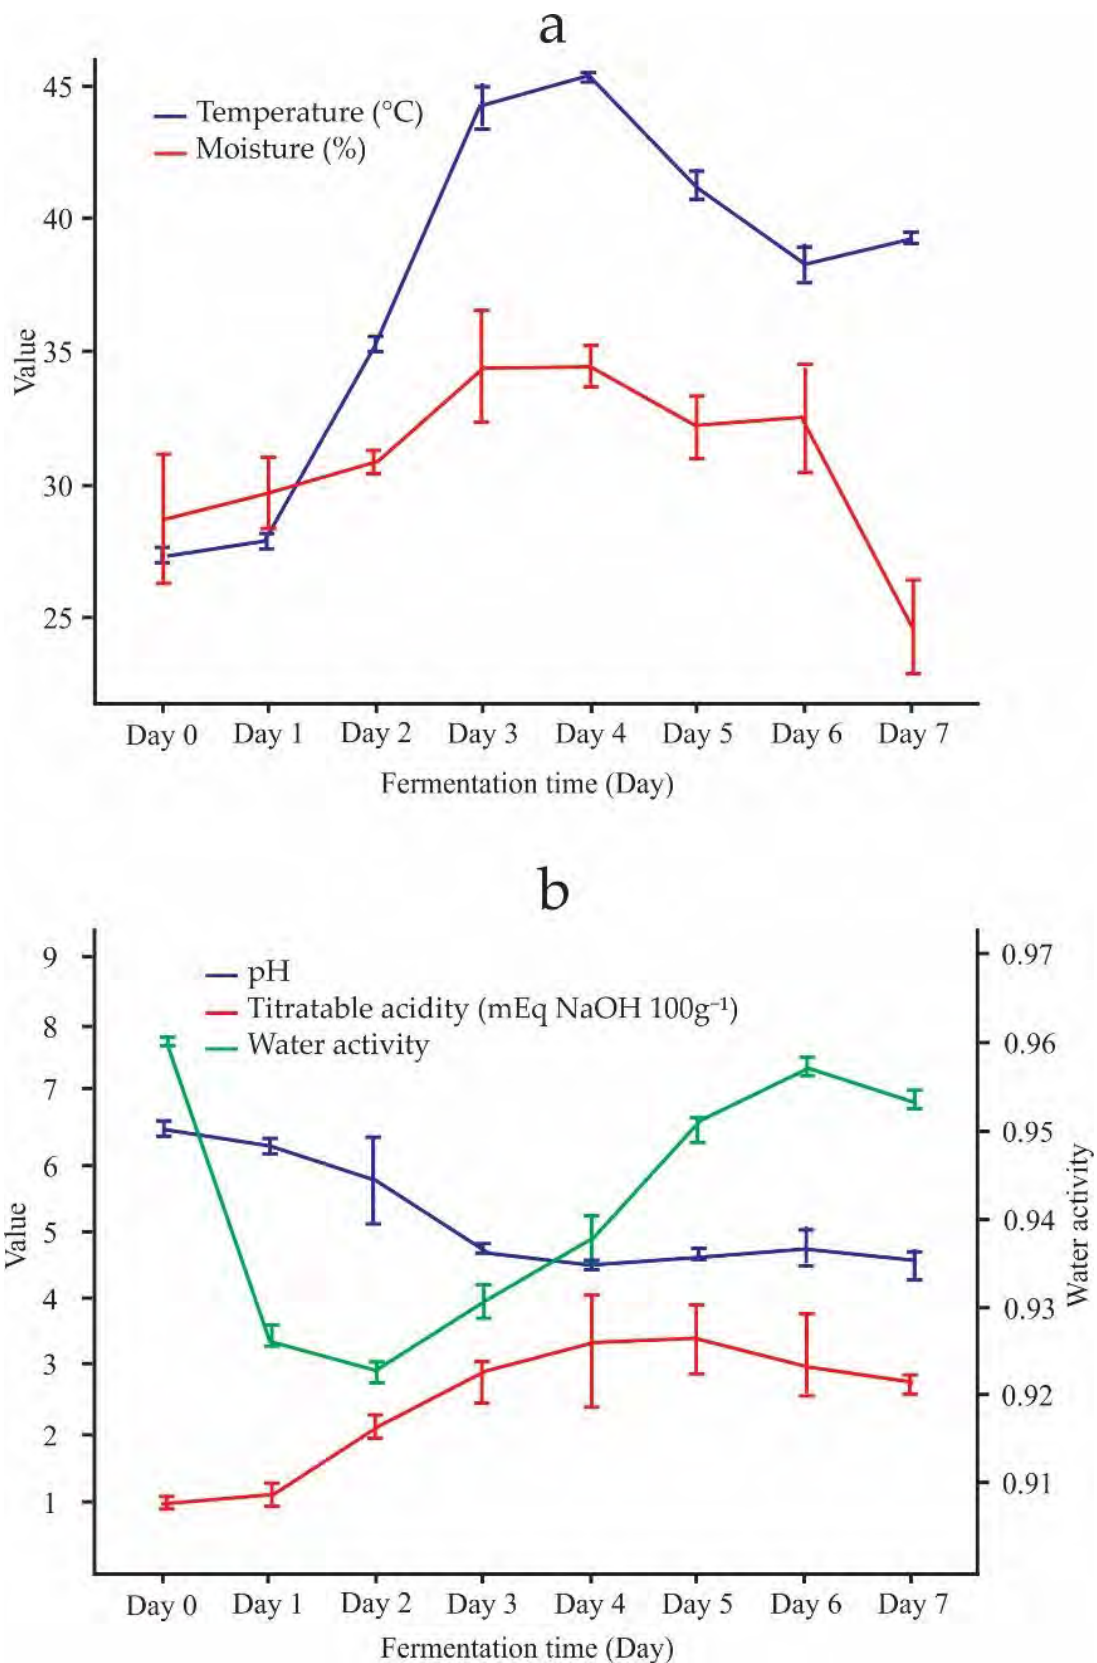 a
45
40
35
30
25
Value
Temperature (°C)
Moisture (%)
Day 0 Day 1 Day 2 Day 3 Day 4 Day 5 Day 6 Day 7
Fermentation time (Day)
b
9
8
7
6
5
4
3
2
1
Value
pH
Titratable acidity (mEq NaOH 100g⁻¹)
Water activity
0.97
0.96
0.95
0.94
0.93
0.92
0.91
Water activity
Day 0 Day 1 Day 2 Day 3 Day 4 Day 5 Day 6 Day 7
Fermentation time (Day)